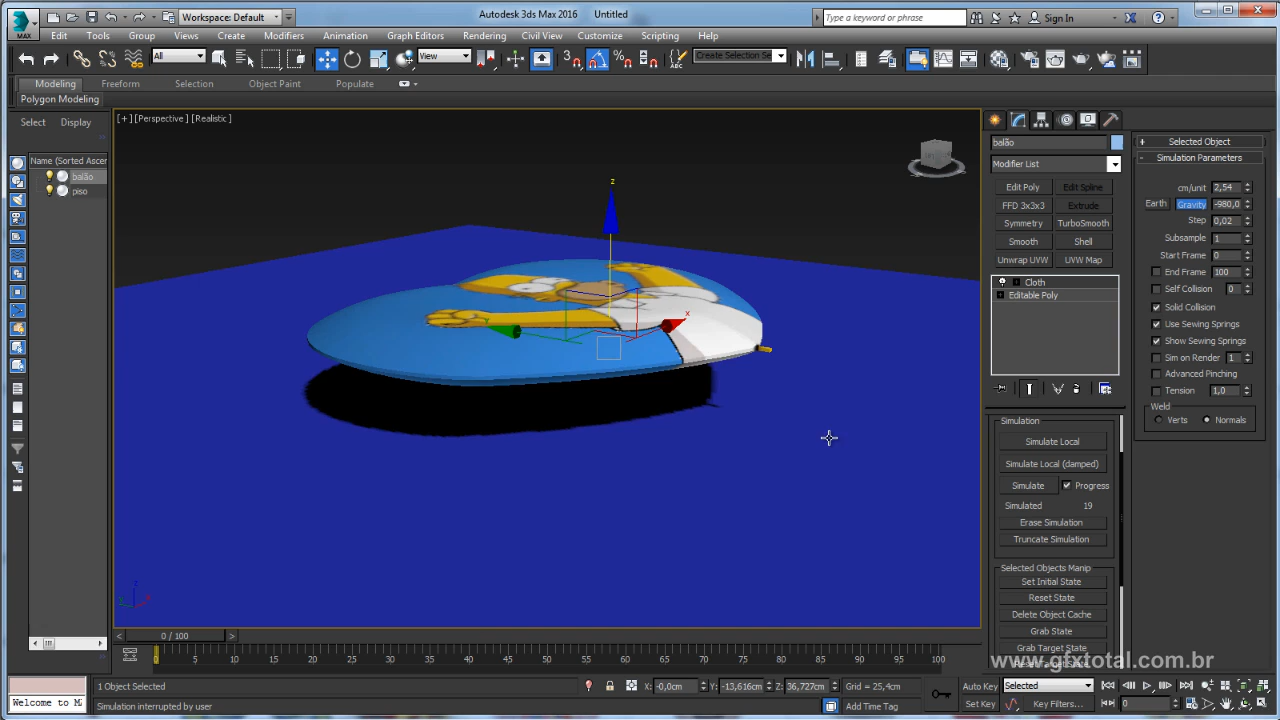 Workspace: Default
Autodesk 3ds Max 2016 Untitled
Type a keyword or phrase
Sign In
MAX
Edit Tools Group Views Create Modifiers Animation Graph Editors Rendering Civil View Customize Scripting Help
All
View
Create Selection Se
Modeling Freeform Selection Object Paint Populate
Polygon Modeling
Select Display
Name (Sorted Ascen
balão
piso
[+] [Perspective] [Realistic]
z
x
balão
Modifier List
Edit Poly Edit Spline
FFD 3x3x3 Extrude
Symmetry TurboSmooth
Smooth Shell
Unwrap UVW UVW Map
Cloth
Editable Poly
Simulation
Simulate Local
Simulate Local (damped)
Simulate Progress
Simulated 19
Erase Simulation
Truncate Simulation
Selected Objects Manip
Set Initial State
Reset State
Delete Object Cache
Grab State
Grab Target State
+ Selected Object
- Simulation Parameters
cm/unit 2,54
Earth Gravity -980,0
Step 0,02
Subsample 1
Start Frame 0
End Frame 100
Self Collision 0
Solid Collision
Use Sewing Springs
Show Sewing Springs
Sim on Render 1
Advanced Pinching
Tension 1,0
Weld
Verts Normals
www.gfxtotal.com.br
< 0 / 100 >
0 5 10 15 20 25 30 35 40 45 50 55 60 65 70 75 80 85 90 95 100
1 Object Selected
X: -0,0cm Y: -13,616cm Z: 36,727cm Grid = 25,4cm
Auto Key Selected
Welcome to M
Simulation interrupted by user
Add Time Tag
Set Key Key Filters...
0